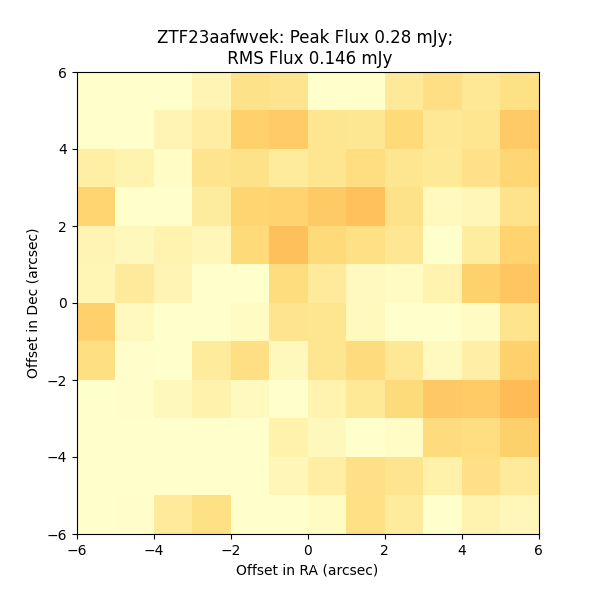 ZTF23aafwvek: Peak Flux 0.28 mJy;
RMS Flux 0.146 mJy
6
4
2
0
−2
−4
−6
Offset in Dec (arcsec)
−6 −4 −2 0 2 4 6
Offset in RA (arcsec)